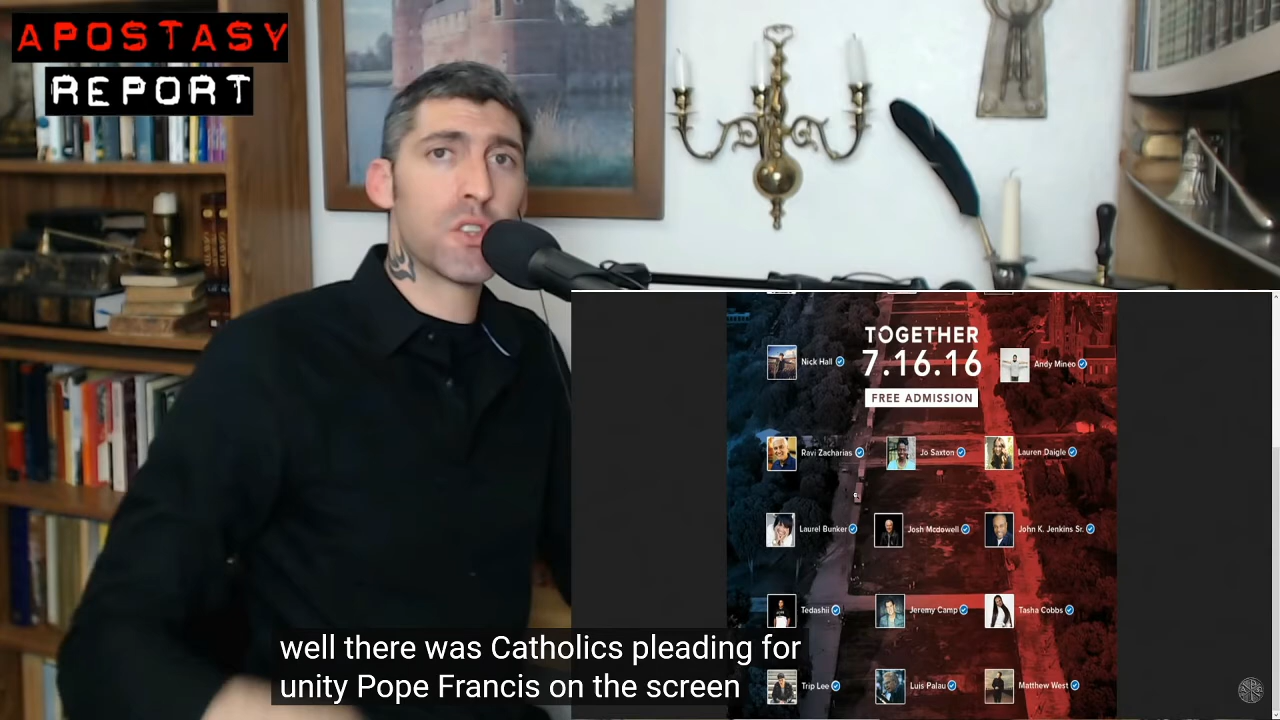 APOSTASY
REPORT
TOGETHER
7.16.16
FREE ADMISSION
Nick Hall
Andy Mineo
Ravi Zacharias
Jo Saxton
Lauren Daigle
Laurel Bunker
Josh Mcdowell
John K. Jenkins Sr.
Tedashii
Jeremy Camp
Tasha Cobbs
Trip Lee
Luis Palau
Matthew West
well there was Catholics pleading for
unity Pope Francis on the screen